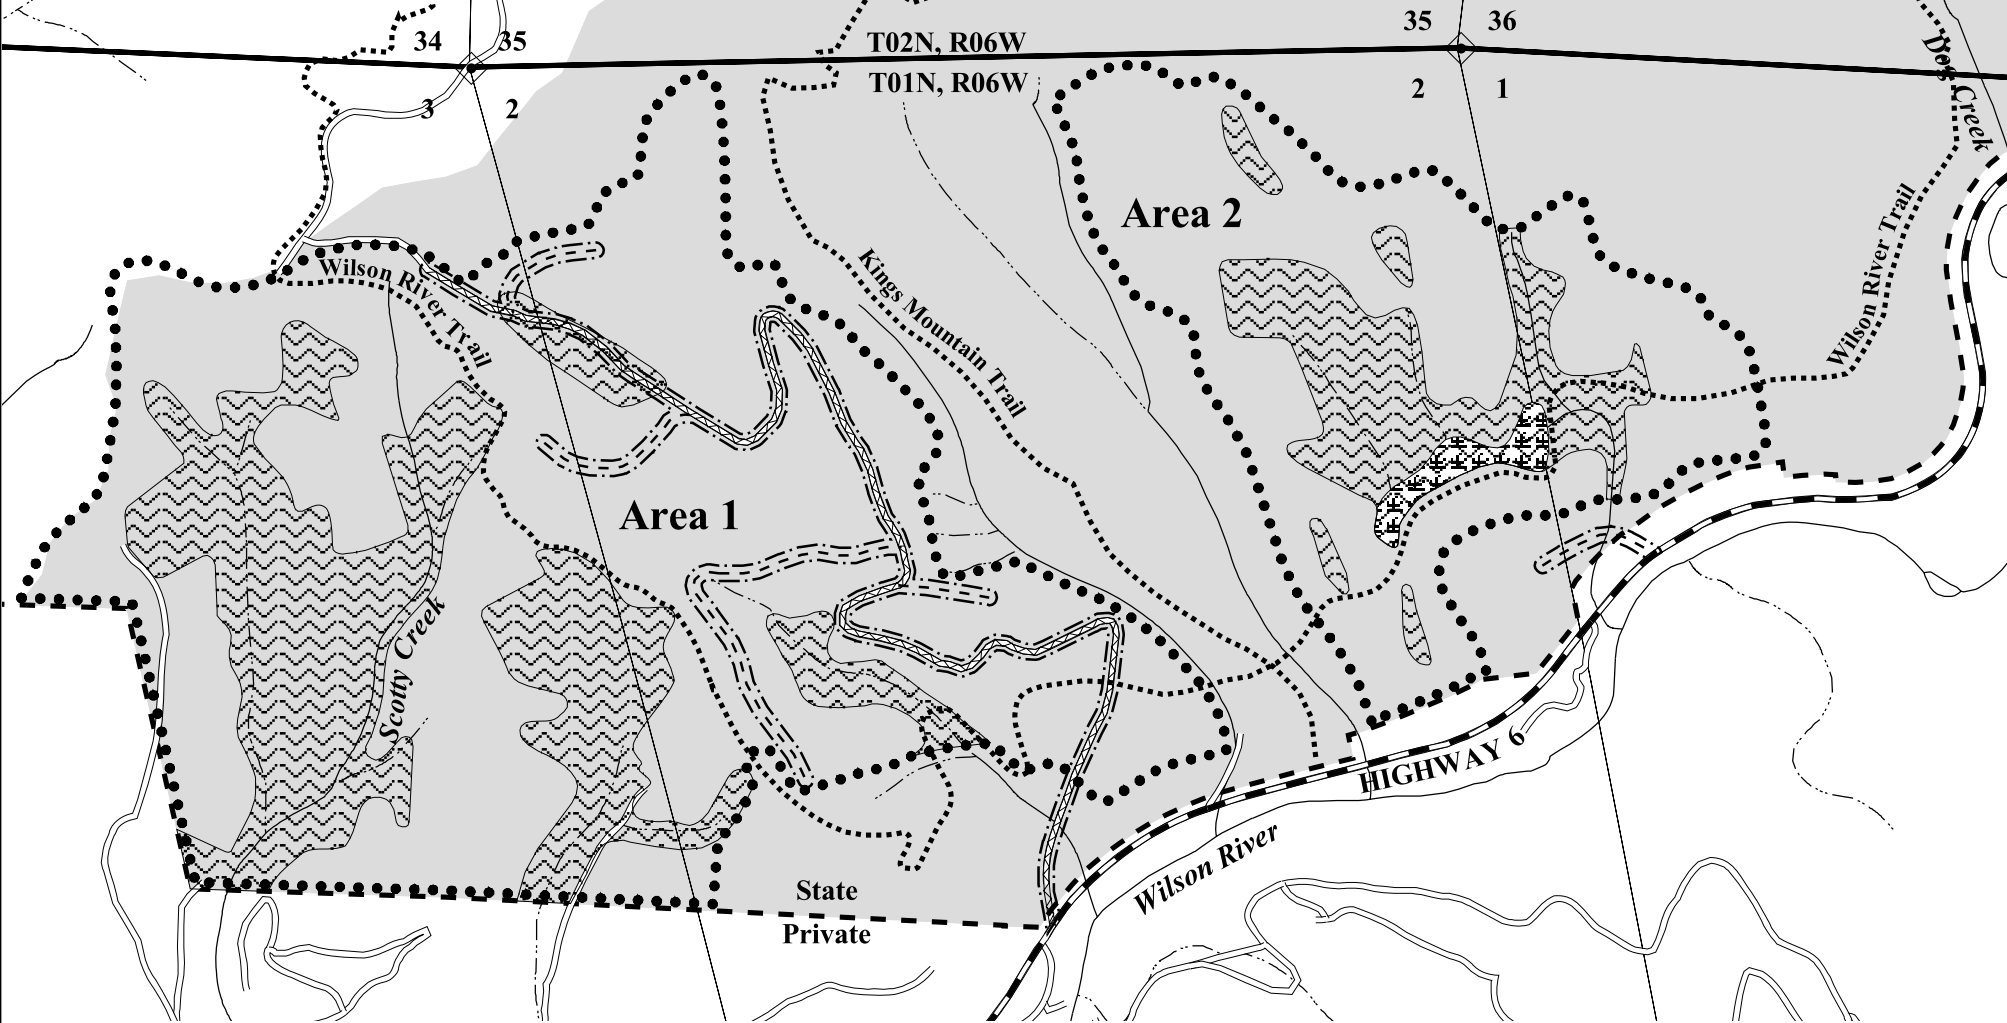 34
35
T02N, R06W
35
36
3
2
T01N, R06W
2
1
Dog Creek
Area 2
Wilson River Trail
Wilson River Trail
Kings Mountain Trail
Area 1
Scotty Creek
HIGHWAY 6
Wilson River
State
Private